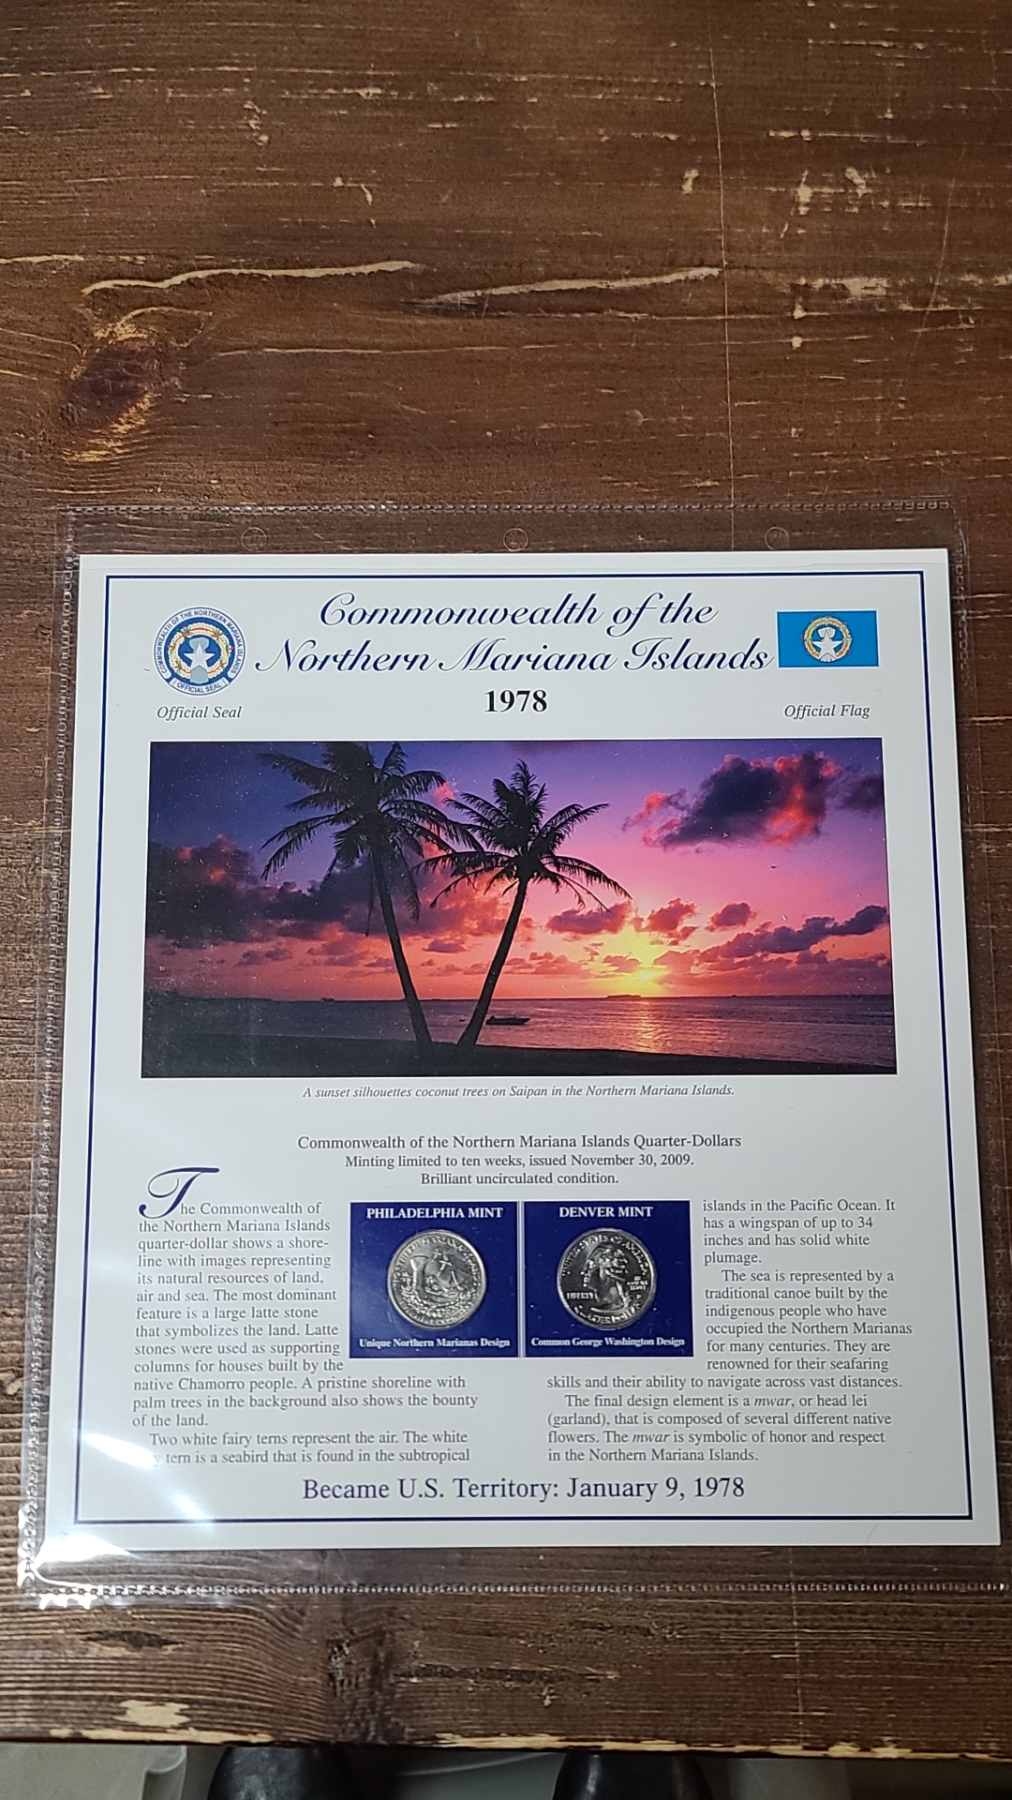 Commonwealth of the
Northern Mariana Islands
1978
COMMONWEALTH OF THE NORTHERN MARIANA ISLANDS
OFFICIAL SEAL
Official Seal
Official Flag
A sunset silhouettes coconut trees on Saipan in the Northern Mariana Islands.
Commonwealth of the Northern Mariana Islands Quarter-Dollars
Minting limited to ten weeks, issued November 30, 2009.
Brilliant uncirculated condition.
The Commonwealth of
the Northern Mariana Islands
quarter-dollar shows a shore-
line with images representing
its natural resources of land,
air and sea. The most dominant
feature is a large latte stone
that symbolizes the land. Latte
stones were used as supporting
columns for houses built by the
native Chamorro people. A pristine shoreline with
palm trees in the background also shows the bounty
of the land.
Two white fairy terns represent the air. The white
tern is a seabird that is found in the subtropical
PHILADELPHIA MINT
Unique Northern Marianas Design
DENVER MINT
Common George Washington Design
islands in the Pacific Ocean. It
has a wingspan of up to 34
inches and has solid white
plumage.
The sea is represented by a
traditional canoe built by the
indigenous people who have
occupied the Northern Marianas
for many centuries. They are
renowned for their seafaring
skills and their ability to navigate across vast distances.
The final design element is a mwar, or head lei
(garland), that is composed of several different native
flowers. The mwar is symbolic of honor and respect
in the Northern Mariana Islands.
Became U.S. Territory: January 9, 1978